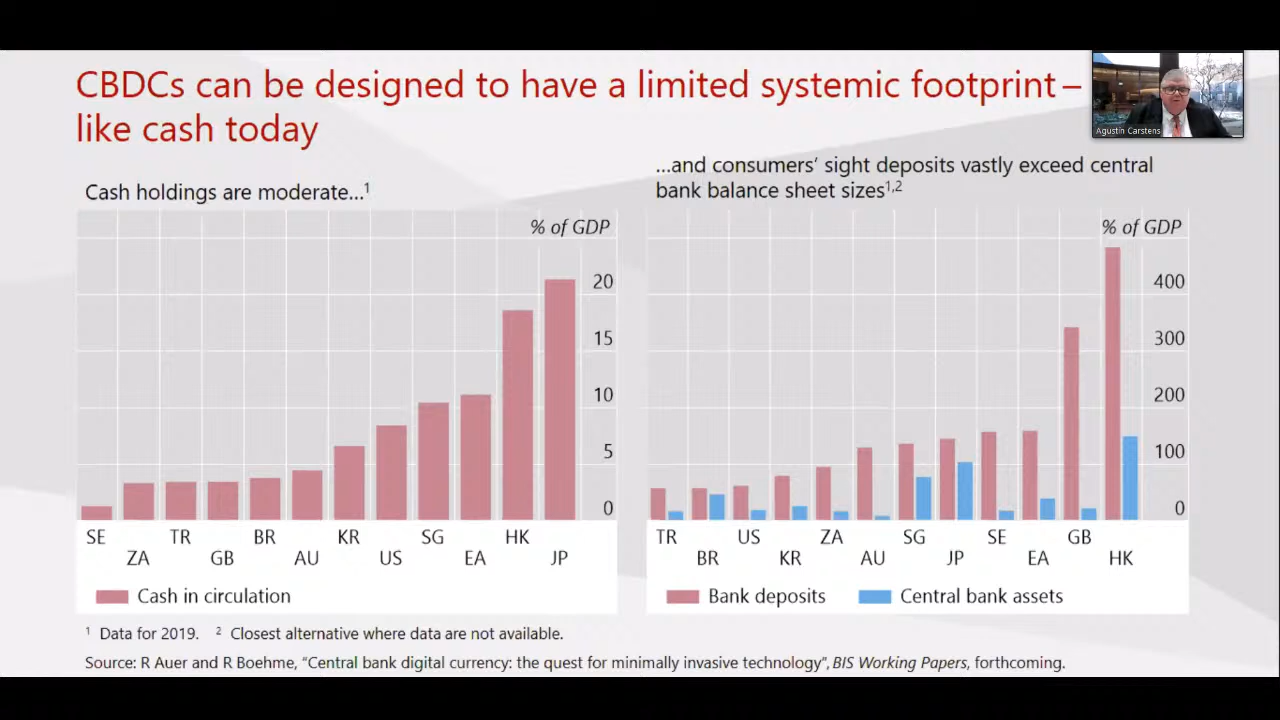 CBDCs can be designed to have a limited systemic footprint –
like cash today
Agustín Carstens
Cash holdings are moderate...1
% of GDP
20
15
10
5
0
SE ZA TR GB BR AU KR US SG EA HK JP
Cash in circulation
...and consumers' sight deposits vastly exceed central
bank balance sheet sizes1,2
% of GDP
400
300
200
100
0
TR BR US KR ZA AU SG JP SE EA GB HK
Bank deposits Central bank assets
1 Data for 2019. 2 Closest alternative where data are not available.
Source: R Auer and R Boehme, “Central bank digital currency: the quest for minimally invasive technology”, BIS Working Papers, forthcoming.